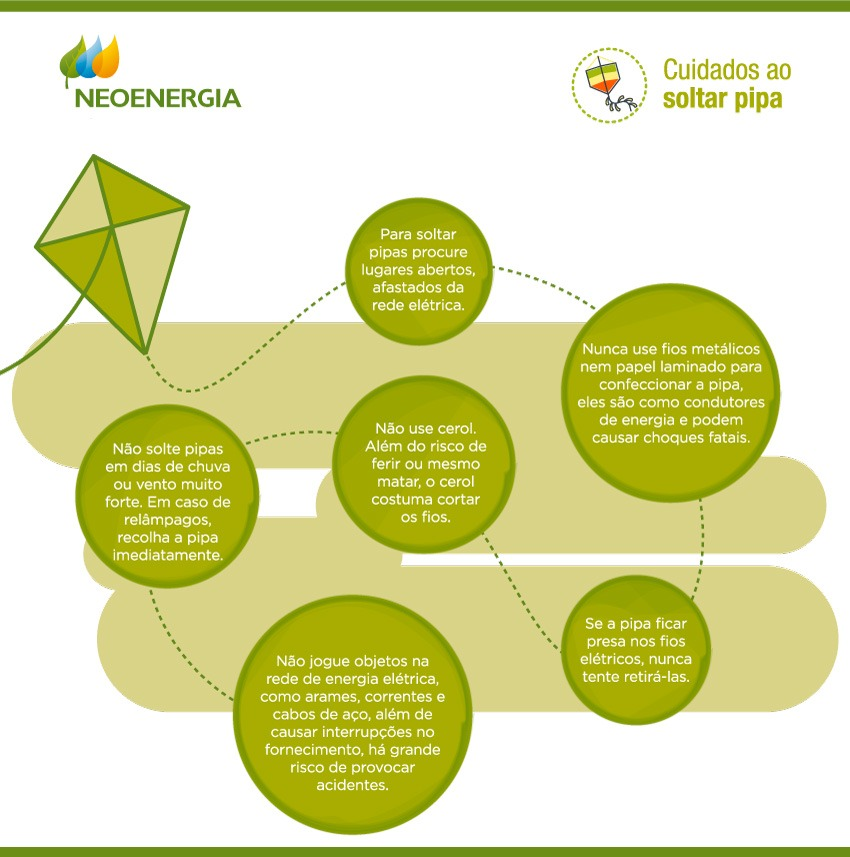 NEOENERGIA
Cuidados ao
soltar pipa
Para soltar
pipas procure
lugares abertos,
afastados da
rede elétrica.
Nunca use fios metálicos
nem papel laminado para
confeccionar a pipa,
eles são como condutores
de energia e podem
causar choques fatais.
Se a pipa ficar
presa nos fios
elétricos, nunca
tente retirá-las.
Não use cerol.
Além do risco de
ferir ou mesmo
matar, o cerol
costuma cortar
os fios.
Não solte pipas
em dias de chuva
ou vento muito
forte. Em caso de
relâmpagos,
recolha a pipa
imediatamente.
Não jogue objetos na
rede de energia elétrica,
como arames, correntes e
cabos de aço, além de
causar interrupções no
fornecimento, há grande
risco de provocar
acidentes.